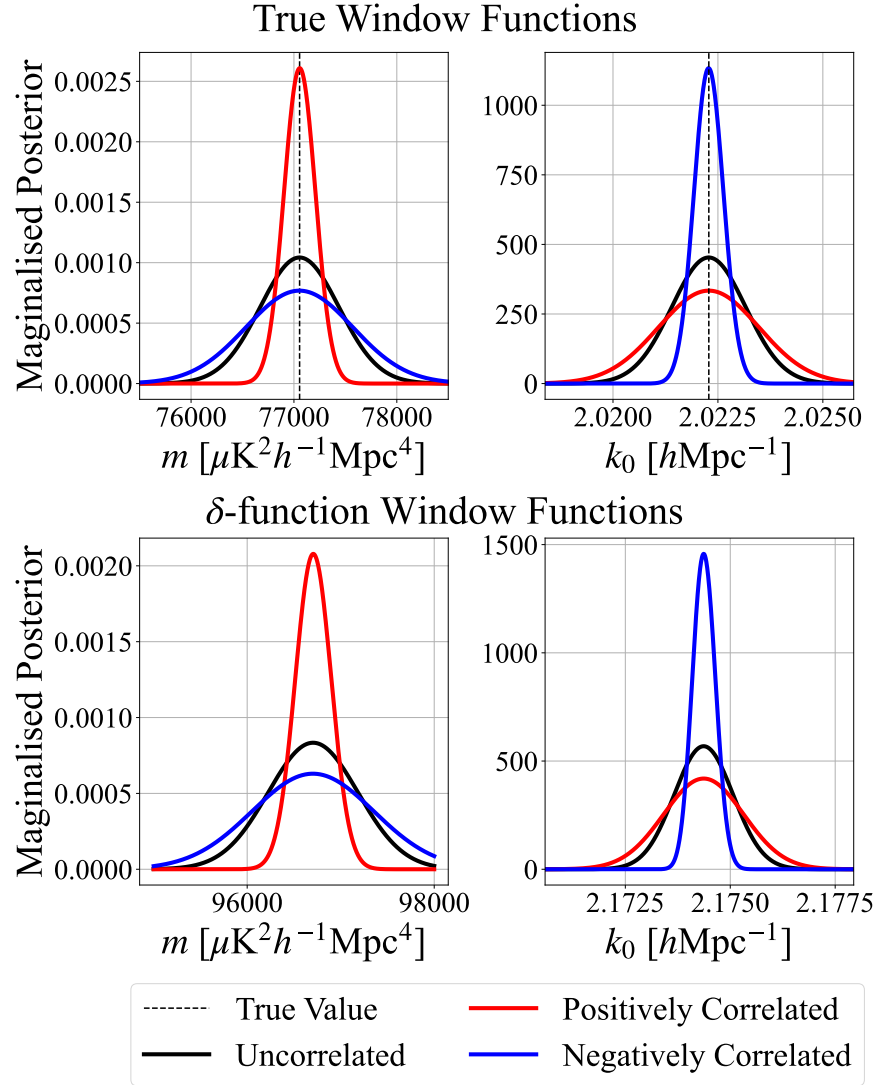 True Window Functions
Maginalised Posterior
0.0025
0.0020
0.0015
0.0010
0.0005
0.0000
76000 77000 78000
m [μK²h⁻¹Mpc⁴]
1000
750
500
250
0
2.0200 2.0225 2.0250
k₀ [hMpc⁻¹]
δ-function Window Functions
Maginalised Posterior
0.0020
0.0015
0.0010
0.0005
0.0000
96000 98000
m [μK²h⁻¹Mpc⁴]
1500
1000
500
0
2.1725 2.1750 2.1775
k₀ [hMpc⁻¹]
True Value
Uncorrelated
Positively Correlated
Negatively Correlated